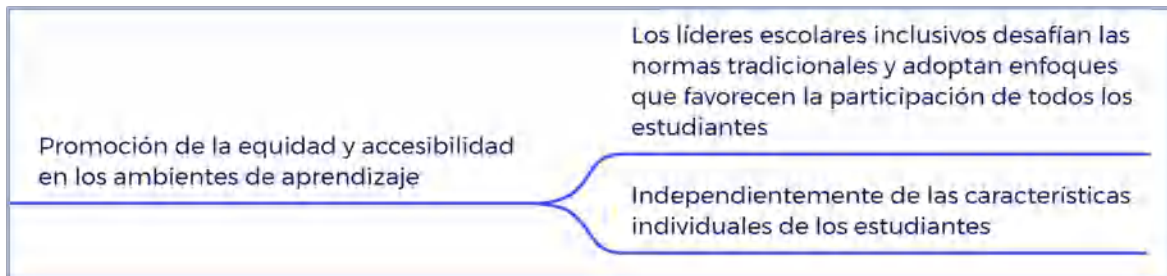 Promoción de la equidad y accesibilidad
en los ambientes de aprendizaje
Los líderes escolares inclusivos desafían las
normas tradicionales y adoptan enfoques
que favorecen la participación de todos los
estudiantes
Independientemente de las características
individuales de los estudiantes